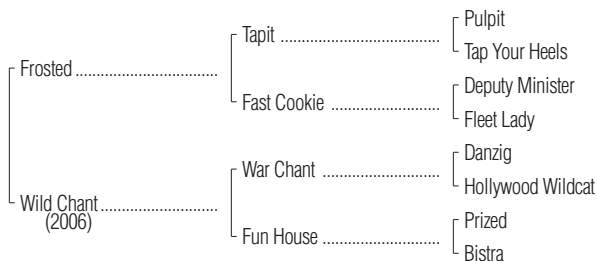 Pulpit
Tapit ..........................................
Tap Your Heels
Frosted .....................................
Deputy Minister
Fast Cookie ............................
Fleet Lady
Danzig
War Chant ..............................
Hollywood Wildcat
Wild Chant ...............................
(2006)
Prized
Fun House ................................
Bistra